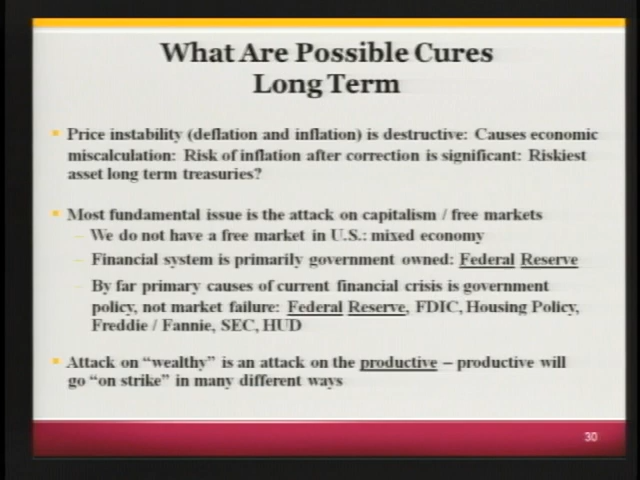 What Are Possible Cures
Long Term
Price instability (deflation and inflation) is destructive: Causes economic
miscalculation: Risk of inflation after correction is significant: Riskiest
asset long term treasuries?
Most fundamental issue is the attack on capitalism / free markets
– We do not have a free market in U.S.: mixed economy
– Financial system is primarily government owned: Federal Reserve
– By far primary causes of current financial crisis is government
policy, not market failure: Federal Reserve, FDIC, Housing Policy,
Freddie / Fannie, SEC, HUD
Attack on “wealthy” is an attack on the productive – productive will
go “on strike” in many different ways
30